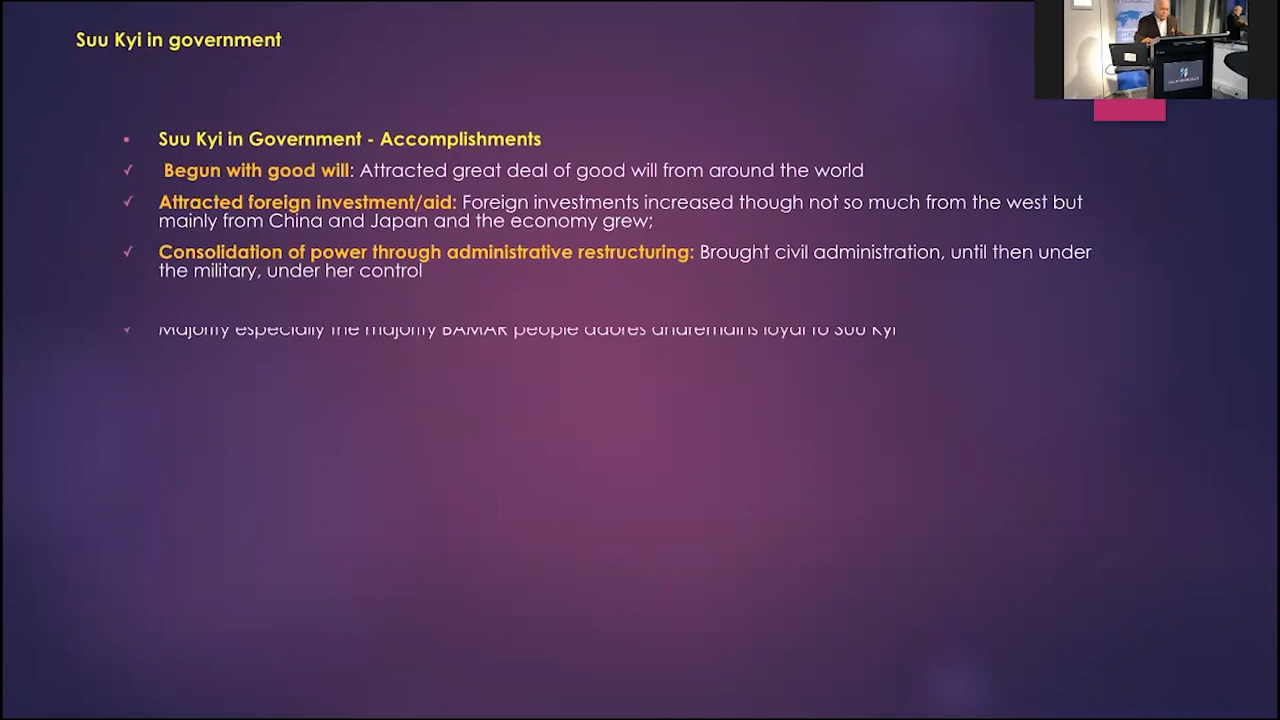 Suu Kyi in government
▪ Suu Kyi in Government - Accomplishments
✓ Begun with good will: Attracted great deal of good will from around the world
✓ Attracted foreign investment/aid: Foreign investments increased though not so much from the west but
mainly from China and Japan and the economy grew;
✓ Consolidation of power through administrative restructuring: Brought civil administration, until then under
the military, under her control
✓ Majority especially the majority BAMAR people adores andremains loyal to Suu Kyi